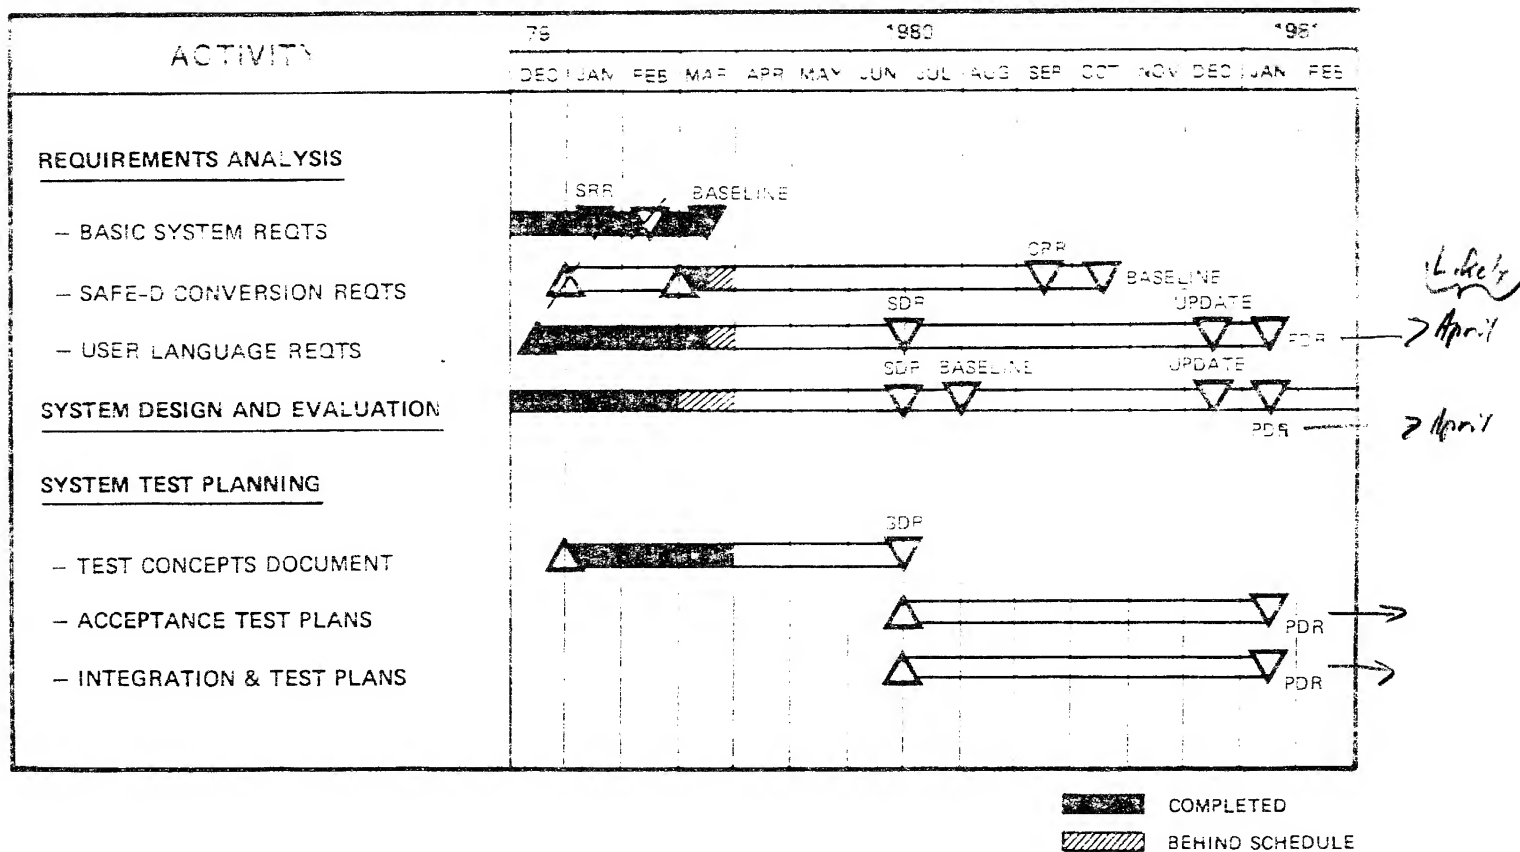 ACTIVITY
79 1980 1981
DEC JAN FEB MAR APR MAY JUN JUL AUG SEP OCT NOV DEC JAN FEB
REQUIREMENTS ANALYSIS
SRR BASELINE
— BASIC SYSTEM REQTS
CRR
— SAFE-D CONVERSION REQTS
BASELINE
Likely
SDR UPDATE
— USER LANGUAGE REQTS
PDR > April
SDR BASELINE UPDATE
SYSTEM DESIGN AND EVALUATION
PDR > April
SYSTEM TEST PLANNING
SDR
— TEST CONCEPTS DOCUMENT
— ACCEPTANCE TEST PLANS
PDR
— INTEGRATION & TEST PLANS
PDR
COMPLETED
BEHIND SCHEDULE